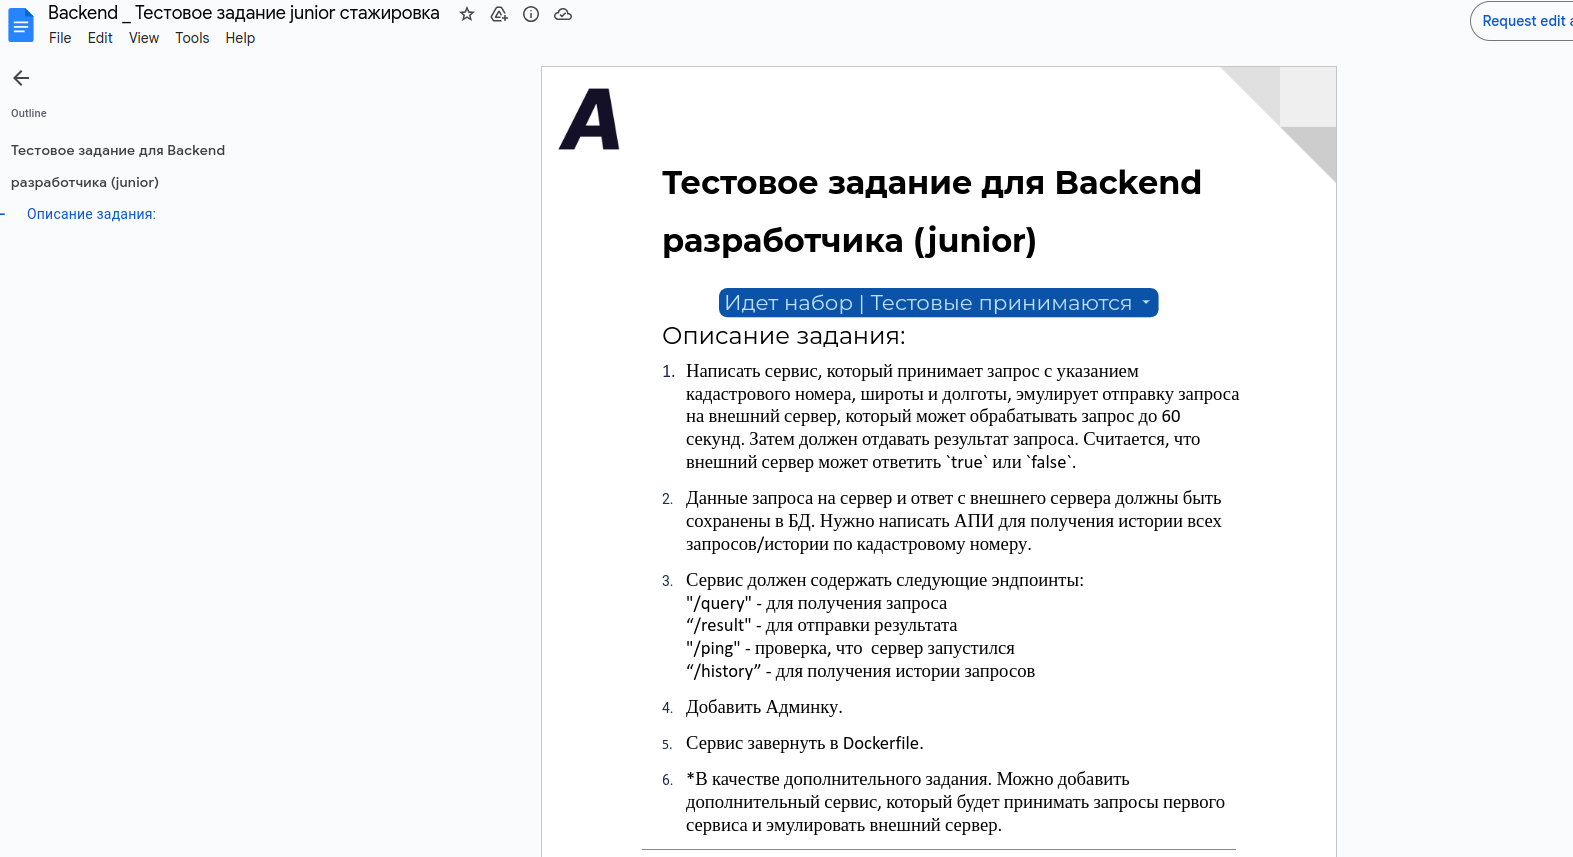 Backend _ Тестовое задание junior стажировка
File Edit View Tools Help
Request edit a
Outline
Тестовое задание для Backend
разработчика (junior)
Описание задания:
A
Тестовое задание для Backend
разработчика (junior)
Идет набор | Тестовые принимаются
Описание задания:
1. Написать сервис, который принимает запрос с указанием
кадастрового номера, широты и долготы, эмулирует отправку запроса
на внешний сервер, который может обрабатывать запрос до 60
секунд. Затем должен отдавать результат запроса. Считается, что
внешний сервер может ответить `true` или `false`.
2. Данные запроса на сервер и ответ с внешнего сервера должны быть
сохранены в БД. Нужно написать АПИ для получения истории всех
запросов/истории по кадастровому номеру.
3. Сервис должен содержать следующие эндпоинты:
"/query" - для получения запроса
“/result" - для отправки результата
"/ping" - проверка, что  сервер запустился
“/history” - для получения истории запросов
4. Добавить Админку.
5. Сервис завернуть в Dockerfile.
6. *В качестве дополнительного задания. Можно добавить
дополнительный сервис, который будет принимать запросы первого
сервиса и эмулировать внешний сервер.